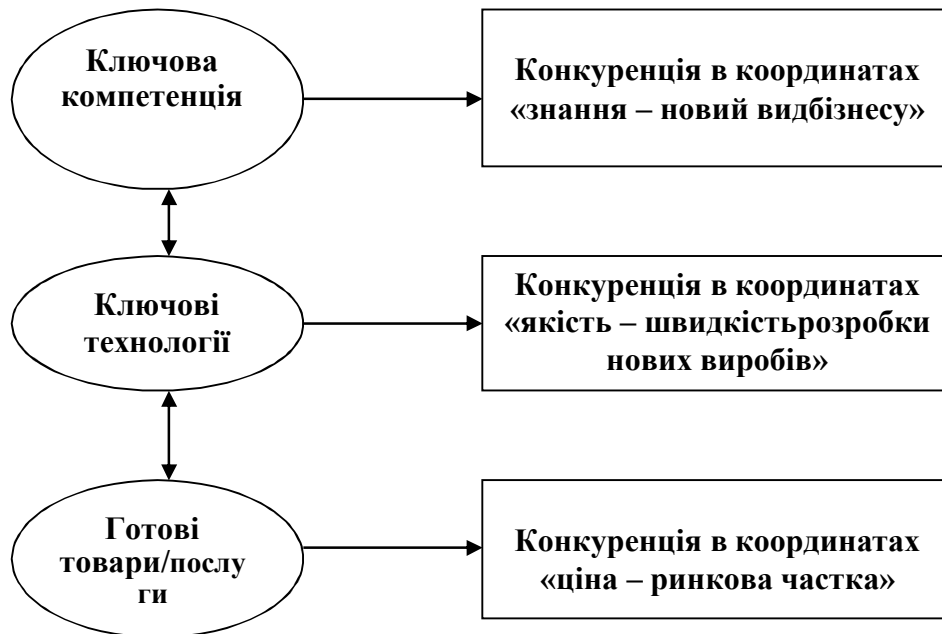 Ключова
компетенція
Конкуренція в координатах
«знання – новий видбізнесу»
Ключові
технології
Конкуренція в координатах
«якість – швидкістьрозробки
нових виробів»
Готові
товари/послу
ги
Конкуренція в координатах
«ціна – ринкова частка»